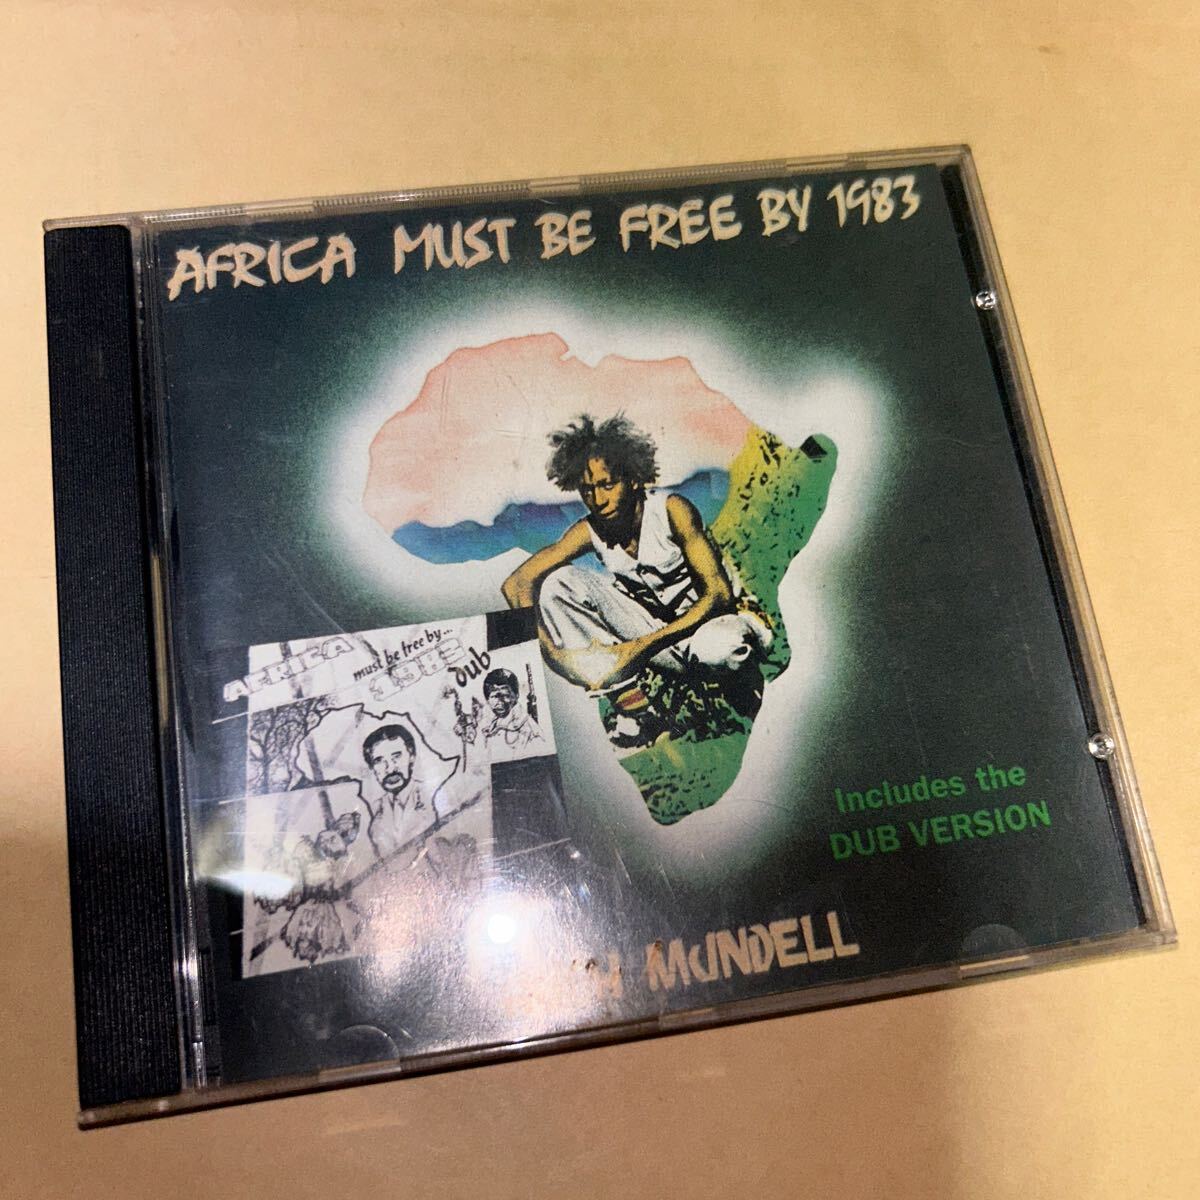 AFRICA MUST BE FREE BY 1983
AFRICA
must be free by...
1983
dub
Includes the
DUB VERSION
MUNDELL